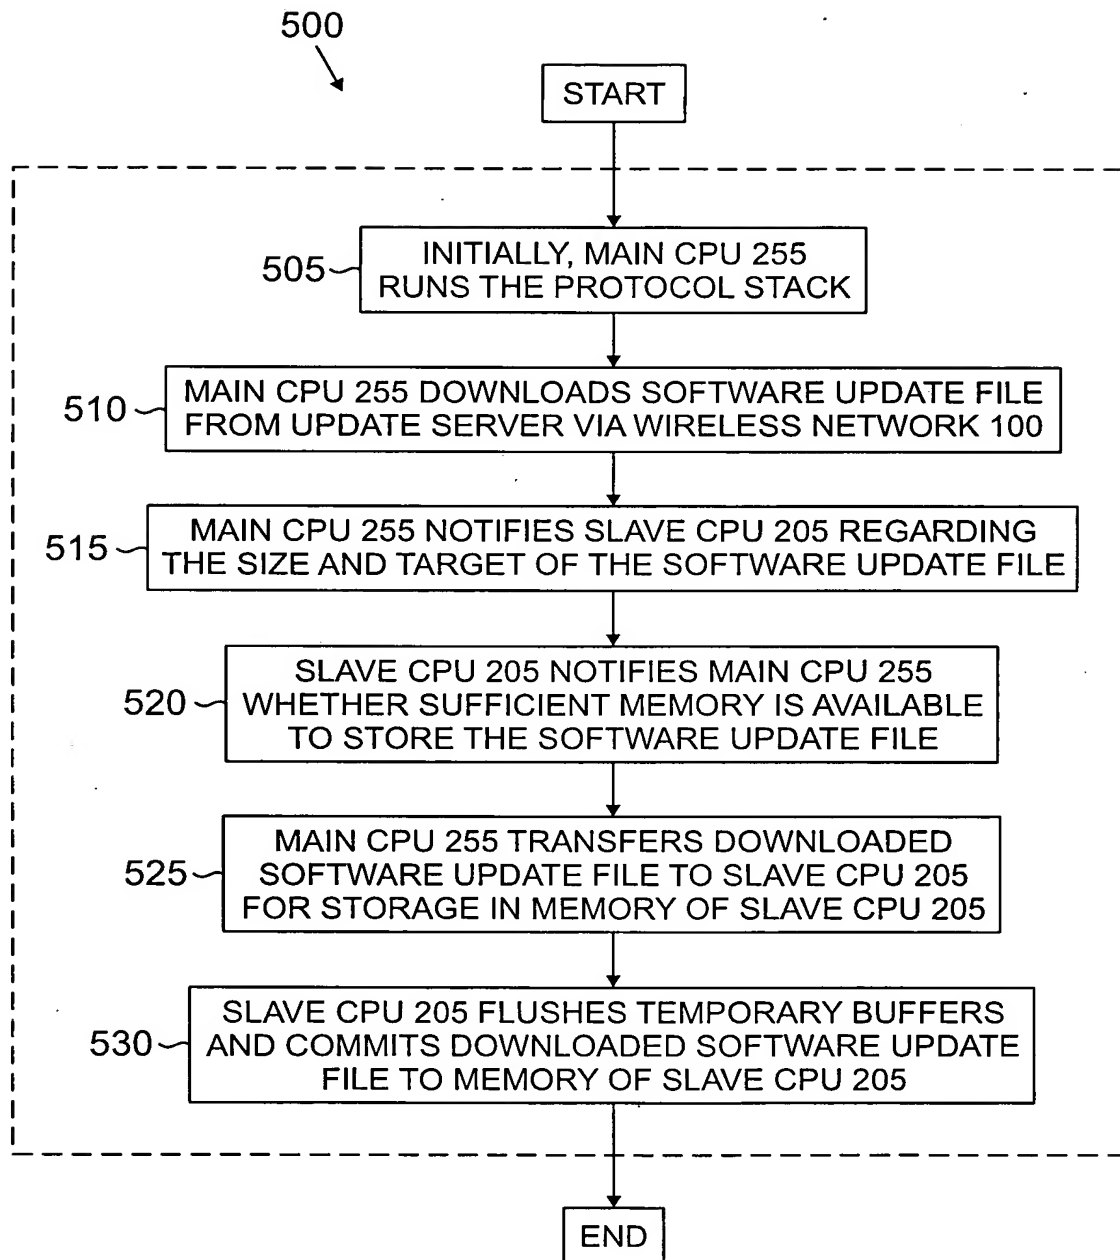 500
START
505
INITIALLY, MAIN CPU 255
RUNS THE PROTOCOL STACK
510
MAIN CPU 255 DOWNLOADS SOFTWARE UPDATE FILE
FROM UPDATE SERVER VIA WIRELESS NETWORK 100
515
MAIN CPU 255 NOTIFIES SLAVE CPU 205 REGARDING
THE SIZE AND TARGET OF THE SOFTWARE UPDATE FILE
520
SLAVE CPU 205 NOTIFIES MAIN CPU 255
WHETHER SUFFICIENT MEMORY IS AVAILABLE
TO STORE THE SOFTWARE UPDATE FILE
525
MAIN CPU 255 TRANSFERS DOWNLOADED
SOFTWARE UPDATE FILE TO SLAVE CPU 205
FOR STORAGE IN MEMORY OF SLAVE CPU 205
530
SLAVE CPU 205 FLUSHES TEMPORARY BUFFERS
AND COMMITS DOWNLOADED SOFTWARE UPDATE
FILE TO MEMORY OF SLAVE CPU 205
END